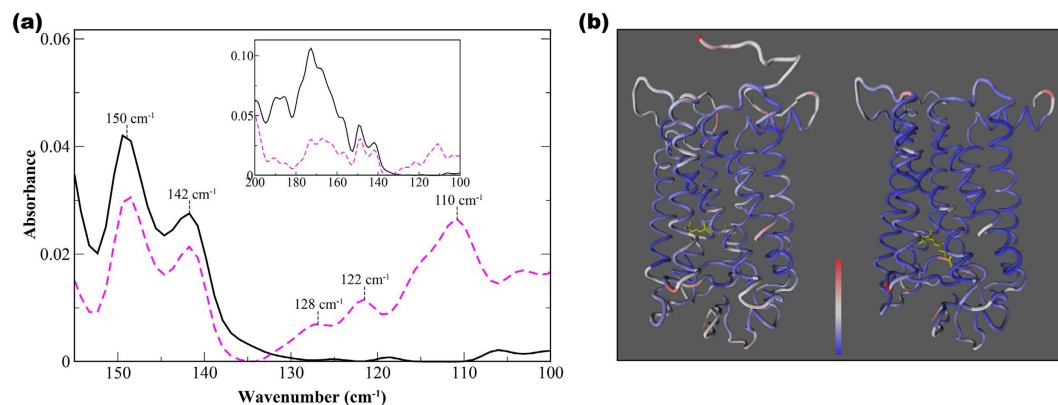 (a)
0.06
0.04
0.02
0
Absorbance
150 cm⁻¹
142 cm⁻¹
128 cm⁻¹
122 cm⁻¹
110 cm⁻¹
0.10
0.05
0
200 180 160 140 120 100
150 140 130 120 110 100
Wavenumber (cm⁻¹)
(b)